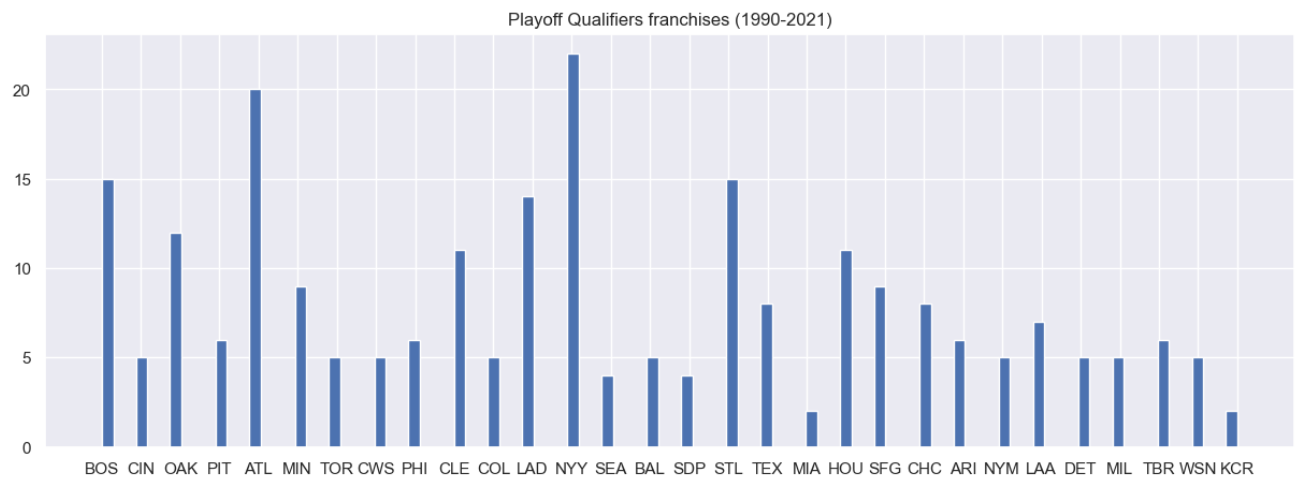 Playoff Qualifiers franchises (1990-2021)
20
15
10
5
0
BOS CIN OAK PIT ATL MIN TOR CWS PHI CLE COL LAD NYY SEA BAL SDP STL TEX MIA HOU SFG CHC ARI NYM LAA DET MIL TBR WSN KCR